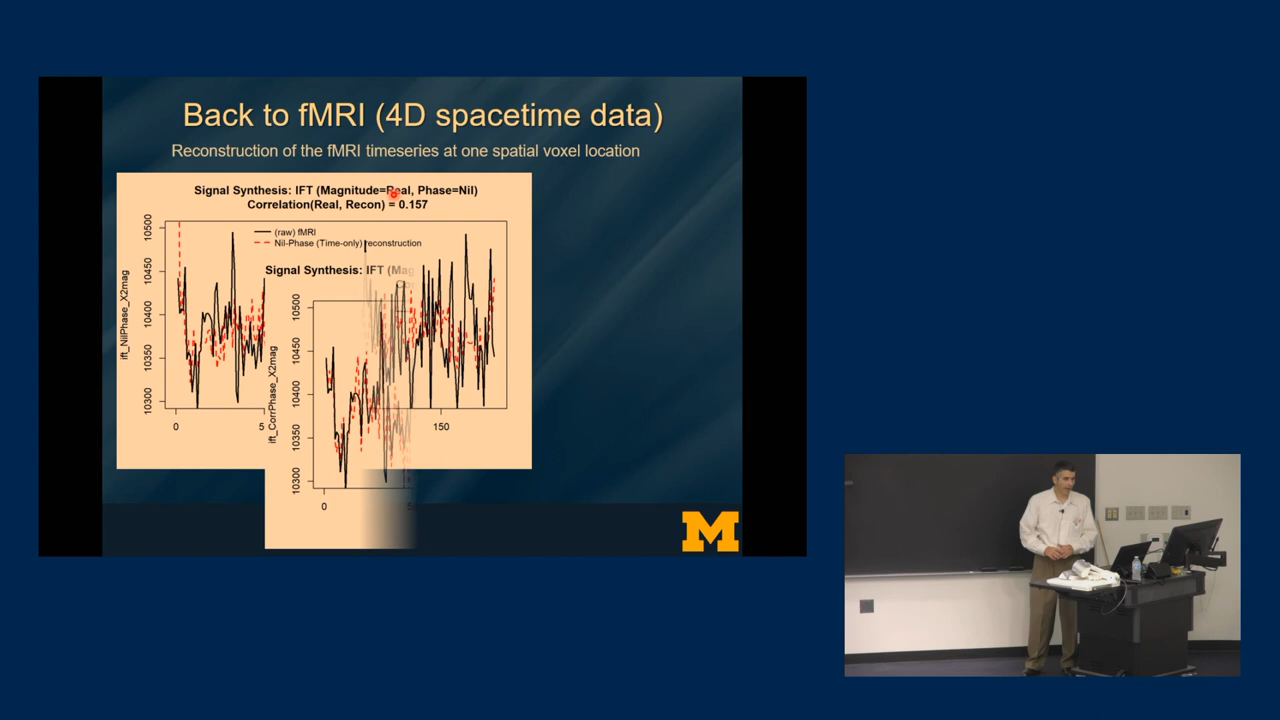 Back to fMRI (4D spacetime data)
Reconstruction of the fMRI timeseries at one spatial voxel location
Signal Synthesis: IFT (Magnitude=Real, Phase=Nil)
Correlation(Real, Recon) = 0.157
(raw) fMRI
Nil-Phase (Time-only) reconstruction
ift_NilPhase_X2mag
10500
10450
10400
10350
10300
0
5
150
Signal Synthesis: IFT (Mag
ift_CorrPhase_X2mag
10500
10450
10400
10350
10300
0
5
M